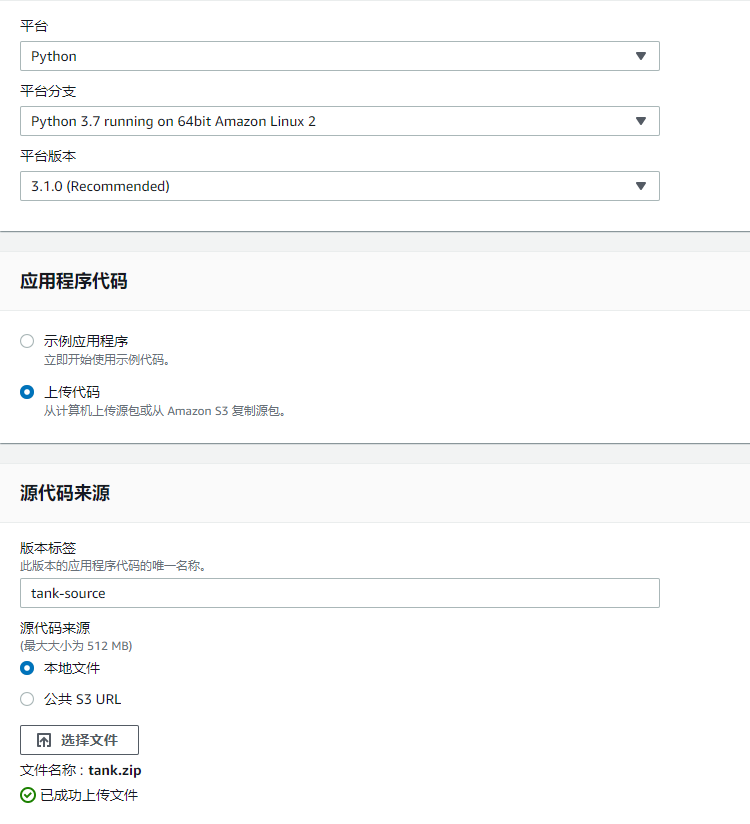 平台
Python
平台分支
Python 3.7 running on 64bit Amazon Linux 2
平台版本
3.1.0 (Recommended)
应用程序代码
示例应用程序
立即开始使用示例代码。
上传代码
从计算机上传源包或从 Amazon S3 复制源包。
源代码来源
版本标签
此版本的应用程序代码的唯一名称。
tank-source
源代码来源
(最大大小为 512 MB)
本地文件
公共 S3 URL
选择文件
文件名称 : tank.zip
已成功上传文件